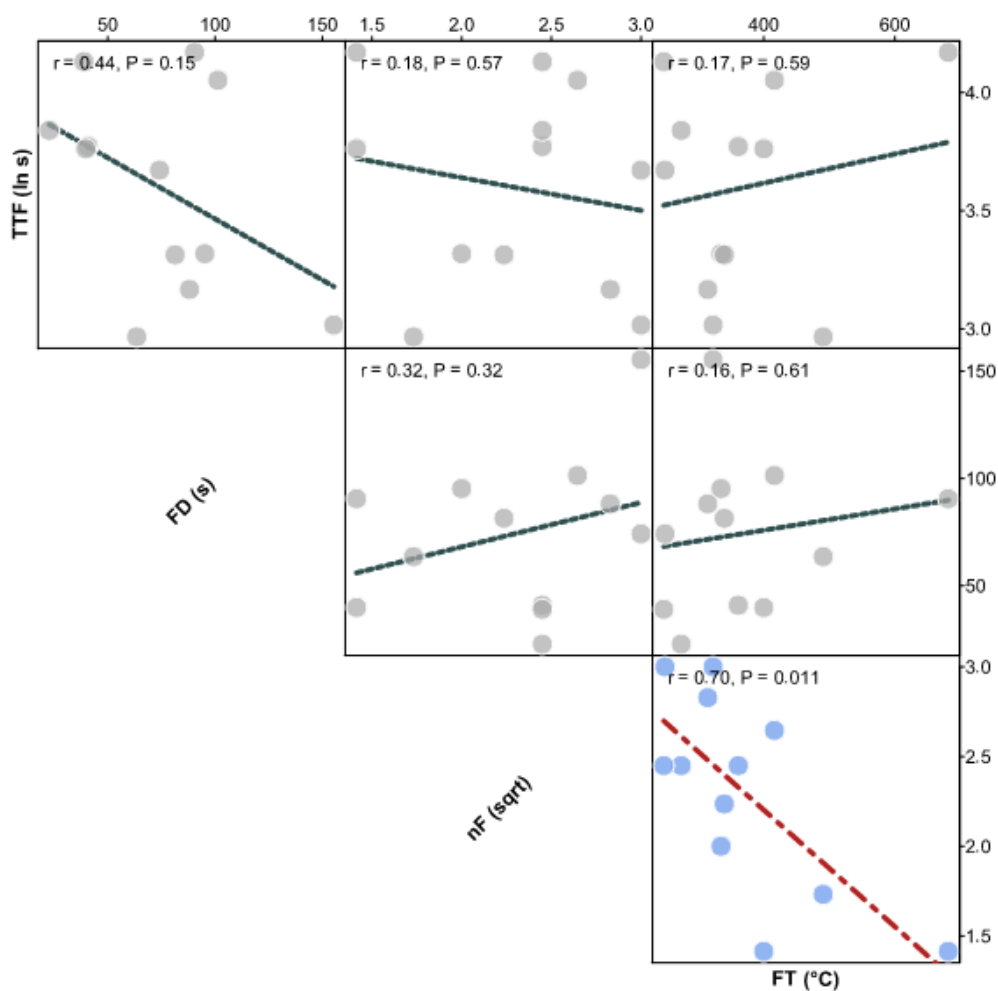 50 100 150 1.5 2.0 2.5 3.0 400 600
r = 0.44, P = 0.15
r = 0.18, P = 0.57
r = 0.17, P = 0.59
4.0
3.5
3.0
TTF (ln s)
r = 0.32, P = 0.32
r = 0.16, P = 0.61
150
100
50
FD (s)
r = 0.70, P = 0.011
3.0
2.5
2.0
1.5
nF (sqrt)
FT (°C)